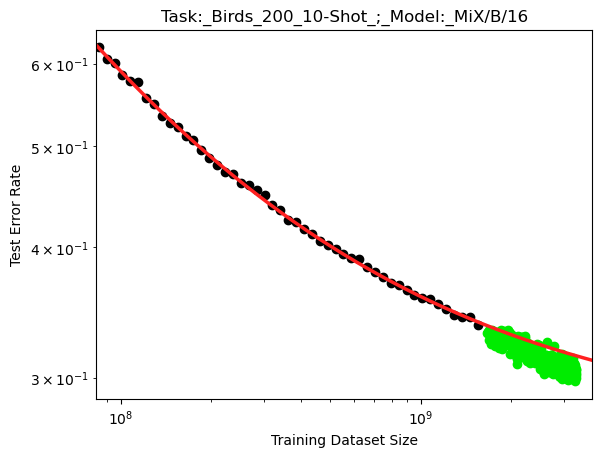 Task:_Birds_200_10-Shot_;_Model:_MiX/B/16
6 × 10⁻¹
5 × 10⁻¹
4 × 10⁻¹
3 × 10⁻¹
Test Error Rate
10⁸
10⁹
Training Dataset Size